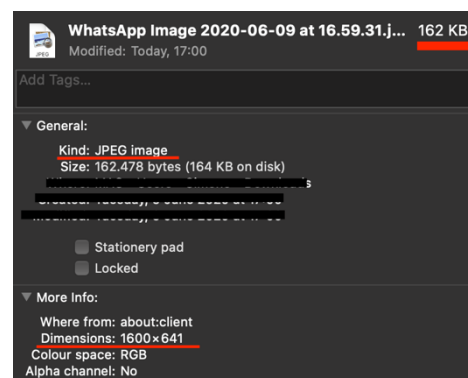 WhatsApp Image 2020-06-09 at 16.59.31.j... 162 KB
Modified: Today, 17:00
JPEG
Add Tags...
General:
Kind: JPEG image
Size: 162.478 bytes (164 KB on disk)
Stationery pad
Locked
More Info:
Where from: about:client
Dimensions: 1600×641
Colour space: RGB
Alpha channel: No